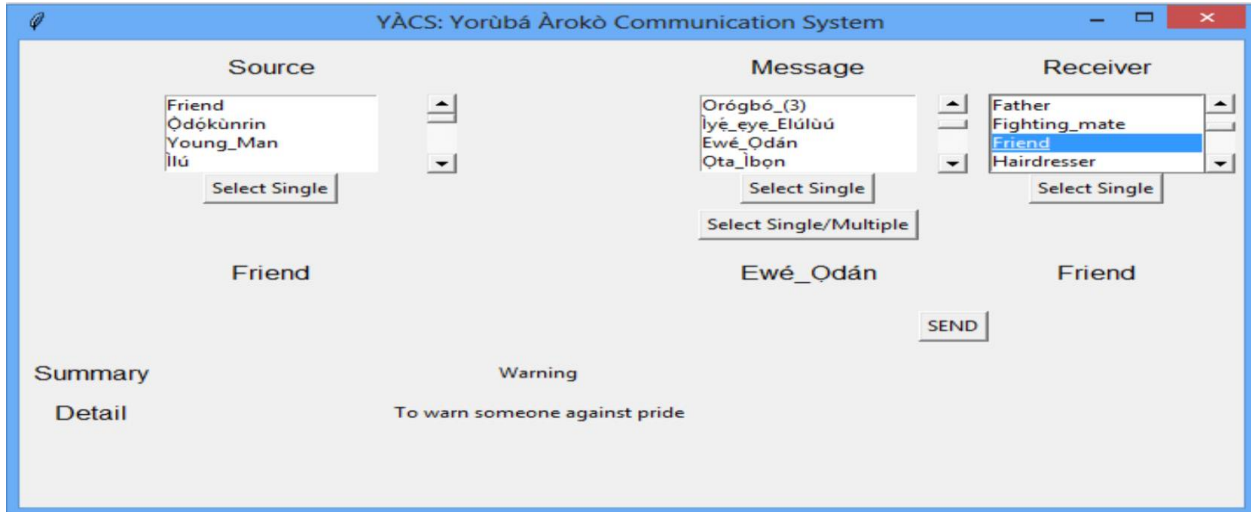 YÀCS: Yorùbá Àrokò Communication System
Source
Message
Receiver
Friend
Ọ̀dọ́kùnrin
Young_Man
Ìlú
Orógbó_(3)
Ìyẹ́_ẹyẹ_Elúlùú
Ewé_Ọdán
Ọta_Ìbọn
Father
Fighting_mate
Friend
Hairdresser
Select Single
Select Single
Select Single
Select Single/Multiple
Friend
Ewé_Ọdán
Friend
SEND
Summary
Warning
Detail
To warn someone against pride